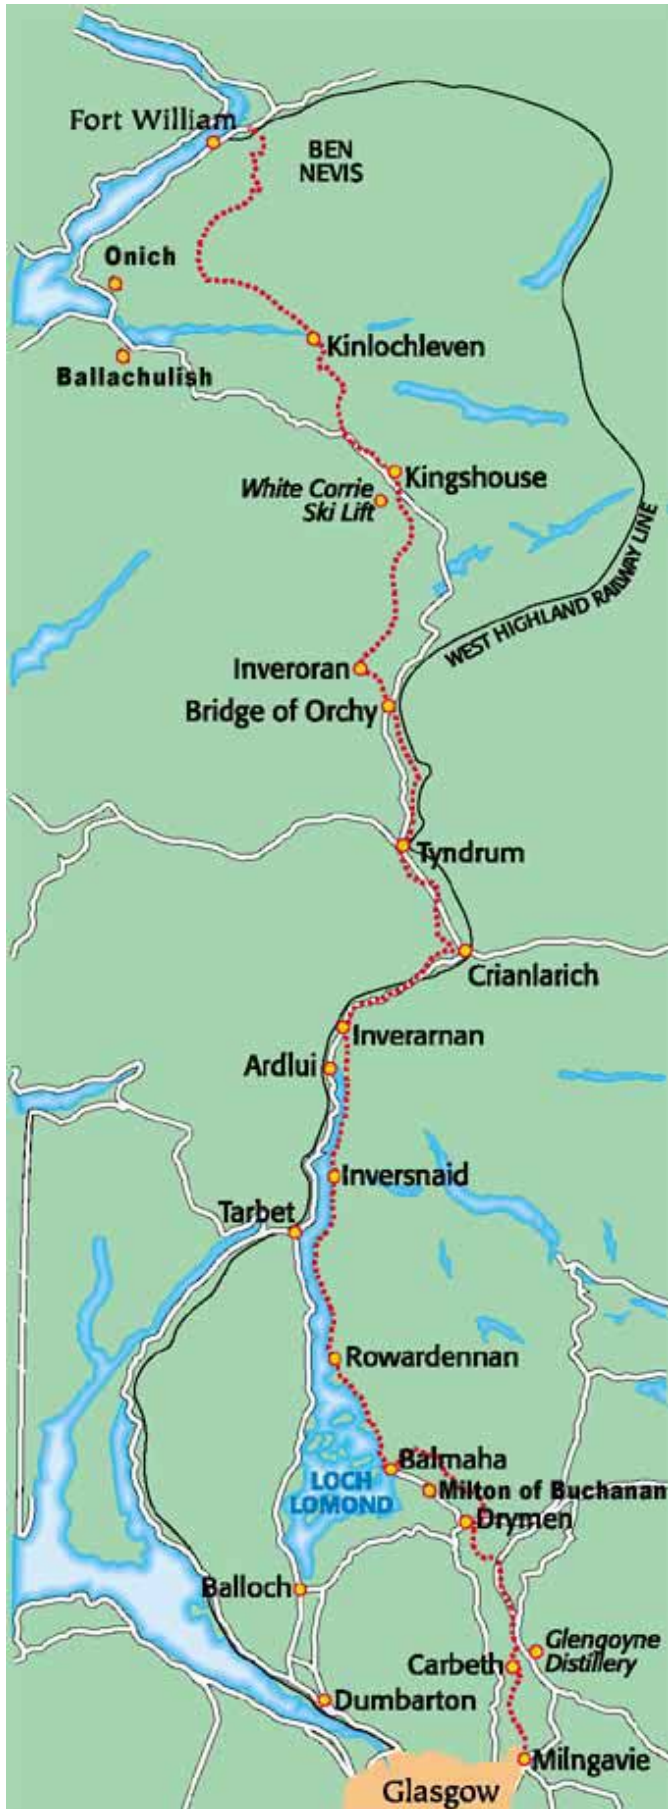 Fort William
BEN
NEVIS
Onich
Kinlochleven
Ballachulish
Kingshouse
White Corrie
Ski Lift
WEST HIGHLAND RAILWAY LINE
Inveroran
Bridge of Orchy
Tyndrum
Crianlarich
Inverarnan
Ardlui
Inversnaid
Tarbet
Rowardennan
Balmaha
LOCH
LOMOND
Milton of Buchanan
Drymen
Balloch
Glengoyne
Distillery
Carbeth
Dumbarton
Milngavie
Glasgow